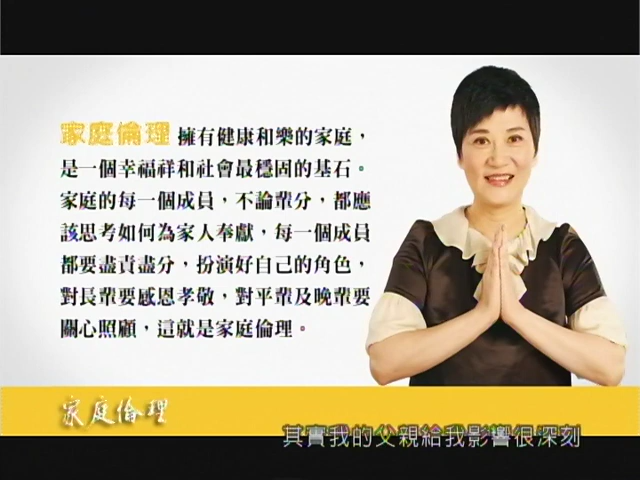 家庭倫理 擁有健康和樂的家庭，
是一個幸福祥和社會最穩固的基石。
家庭的每一個成員，不論輩分，都應
該思考如何為家人奉獻，每一個成員
都要盡責盡分，扮演好自己的角色，
對長輩要感恩孝敬，對平輩及晚輩要
關心照顧，這就是家庭倫理。
家庭倫理
其實我的父親給我影響很深刻